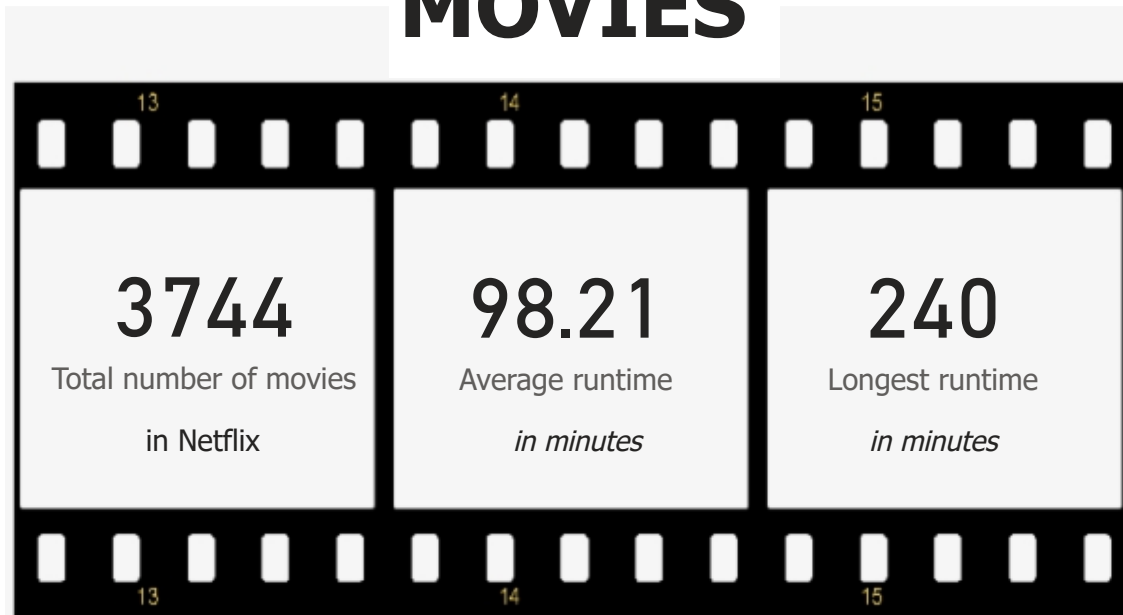 MOVIES
13 14 15
3744
Total number of movies
in Netflix
98.21
Average runtime
in minutes
240
Longest runtime
in minutes
13 14 15